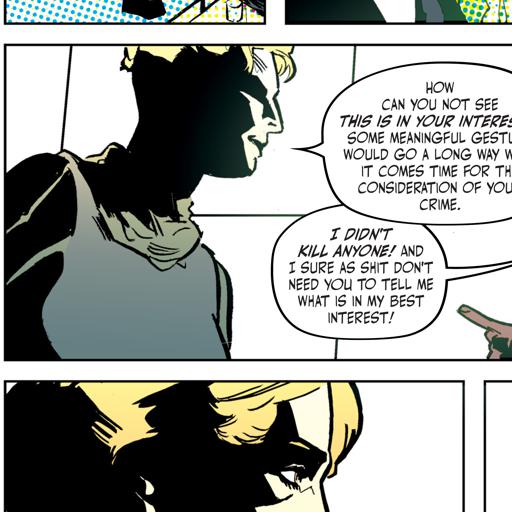 HOW
CAN YOU NOT SEE
THIS IS IN YOUR
SOME MEANINGFUL
WOULD GO A LONG WAY
IT COMES TIME FOR
CONSIDERATION OF
CRIME.
I DIDN'T
KILL ANYONE! AND
I SURE AS SHIT DON'T
NEED YOU TO TELL ME
WHAT IS IN MY BEST
INTEREST!